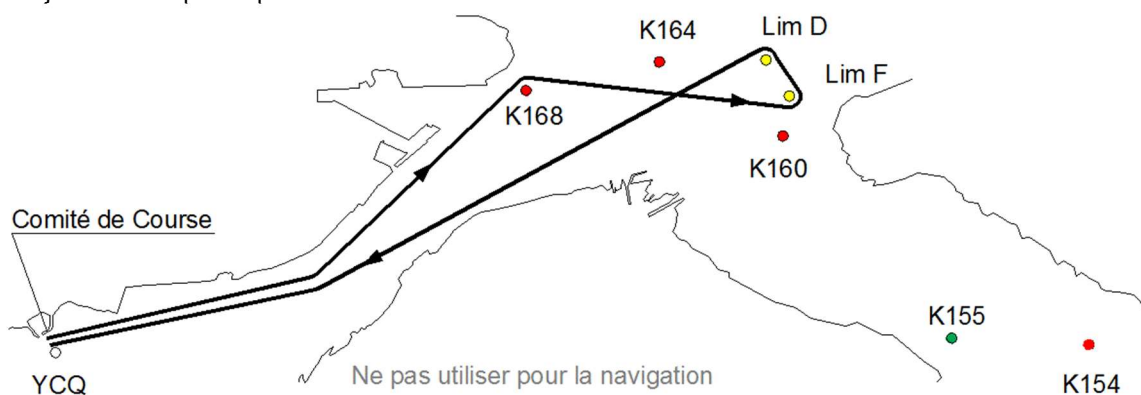 K164
Lim D
Lim F
K168
K160
Comité de Course
K155
YCQ
Ne pas utiliser pour la navigation
K154